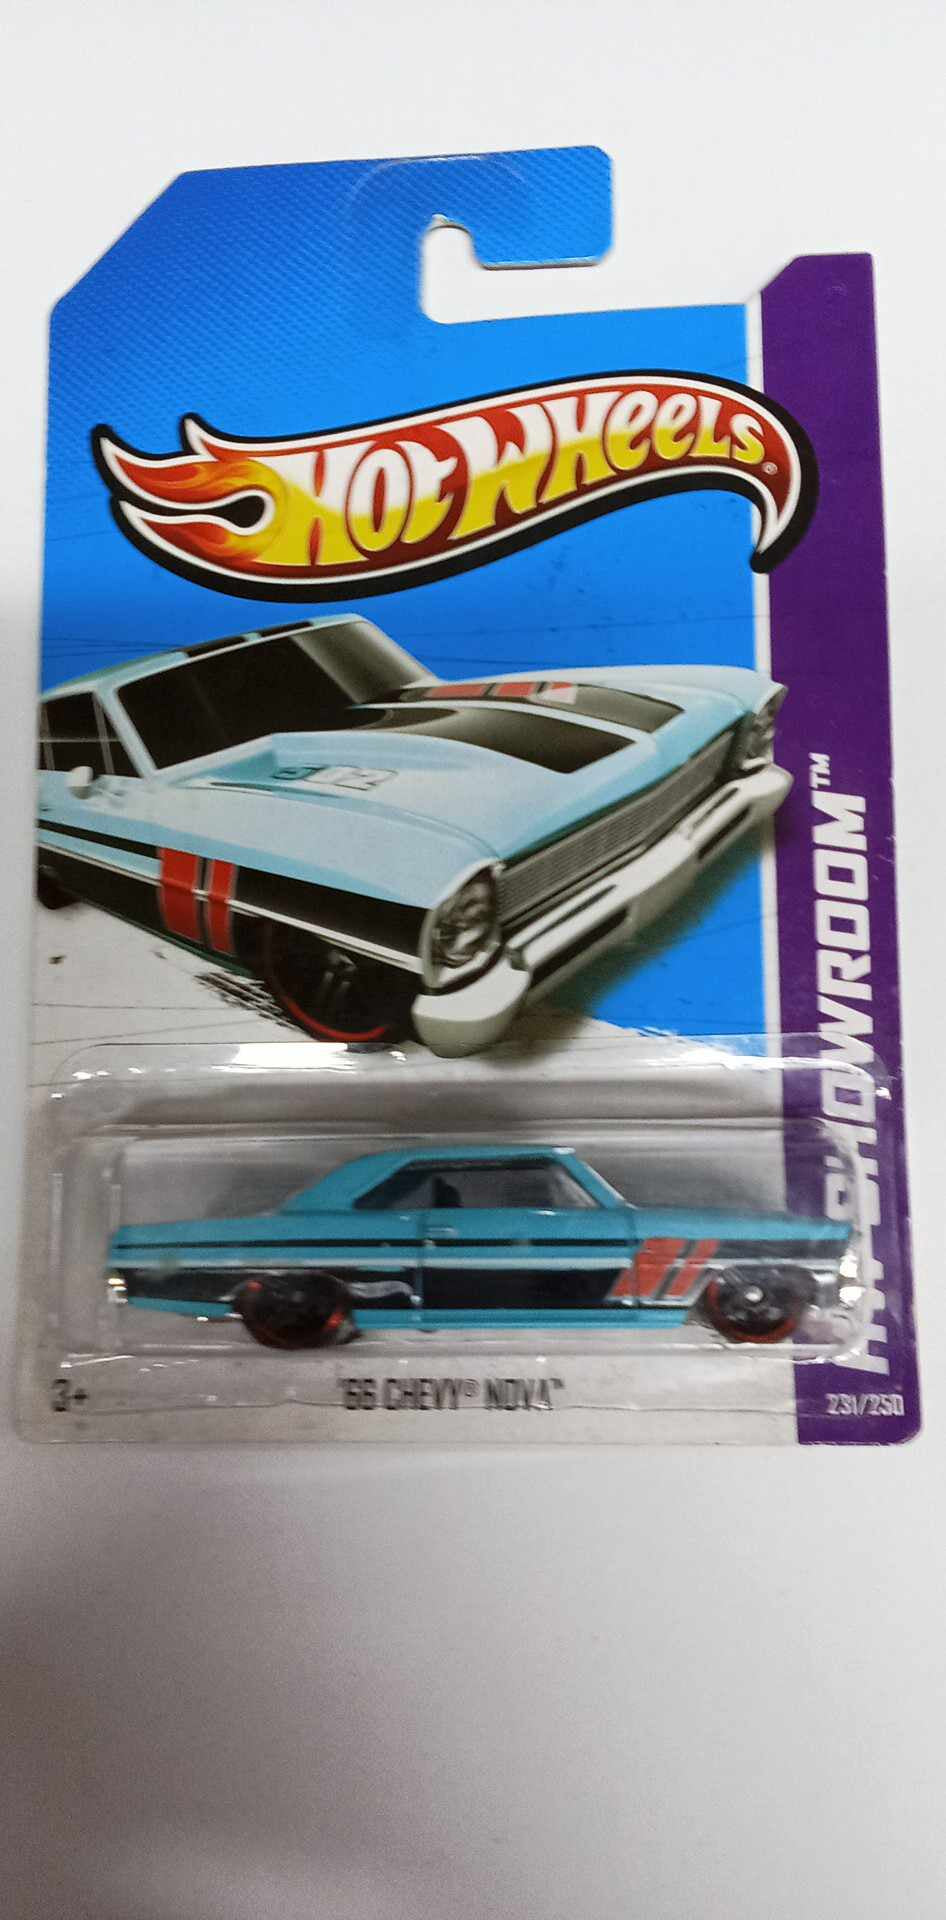 HOT WHEELS®
HW SHOWROOM™
3+
'66 CHEVY® NOVA™
231/250